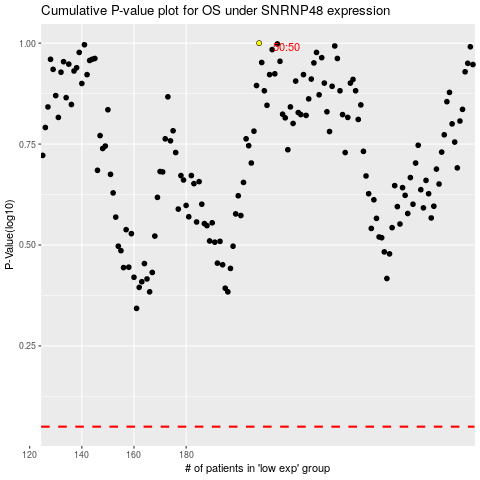 Cumulative P-value plot for OS under SNRNP48 expression
1.00
50:50
0.75
P-Value(log10)
0.50
0.25
120 140 160 180
# of patients in 'low exp' group